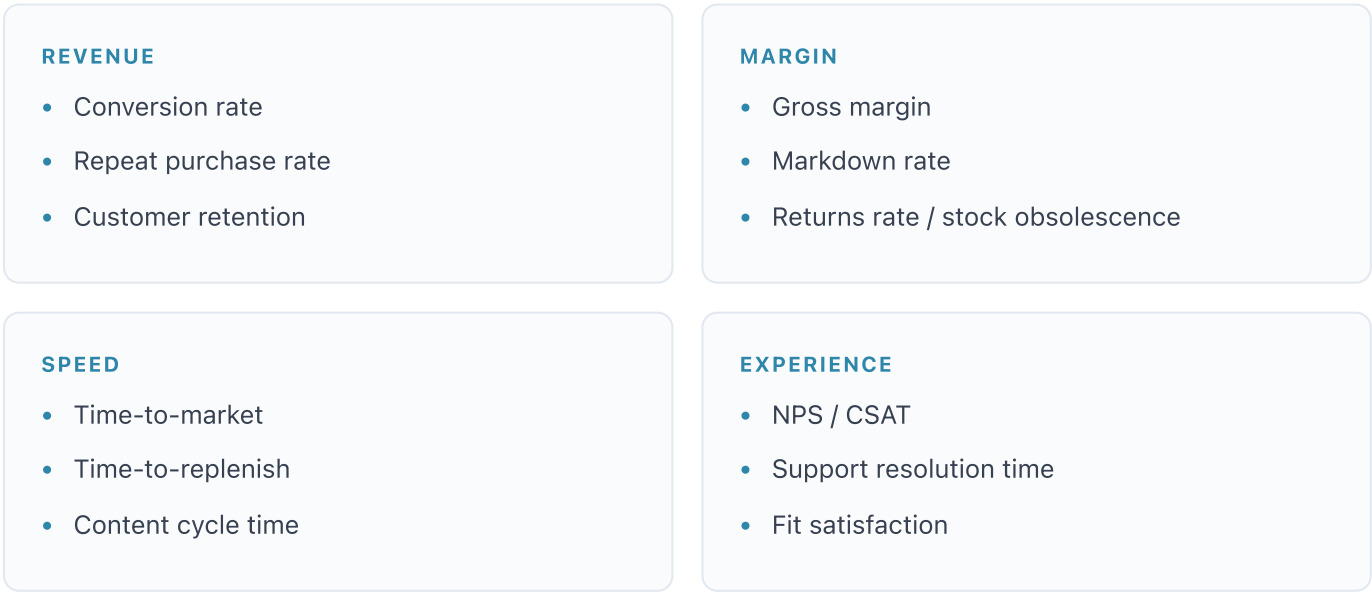 REVENUE
• Conversion rate
• Repeat purchase rate
• Customer retention
MARGIN
• Gross margin
• Markdown rate
• Returns rate / stock obsolescence
SPEED
• Time-to-market
• Time-to-replenish
• Content cycle time
EXPERIENCE
• NPS / CSAT
• Support resolution time
• Fit satisfaction